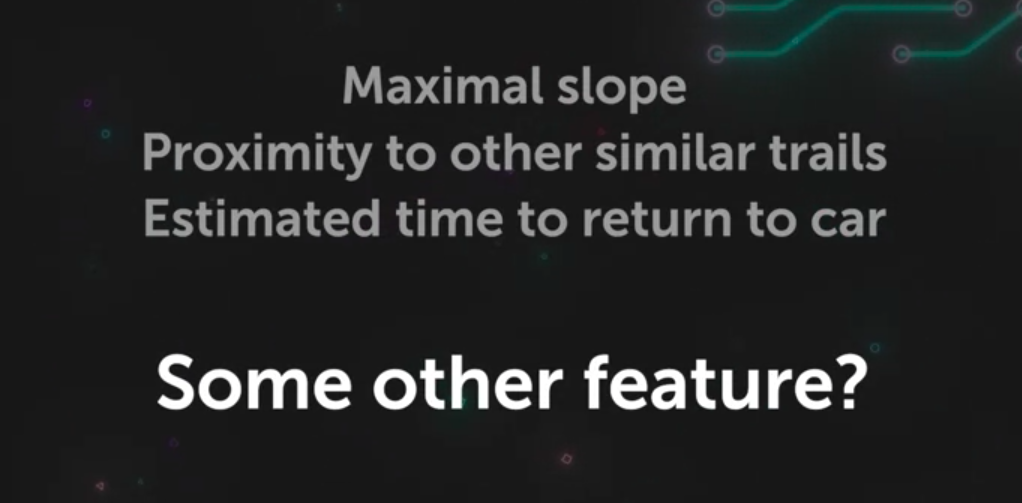 Maximal slope
Proximity to other similar trails
Estimated time to return to car
Some other feature?